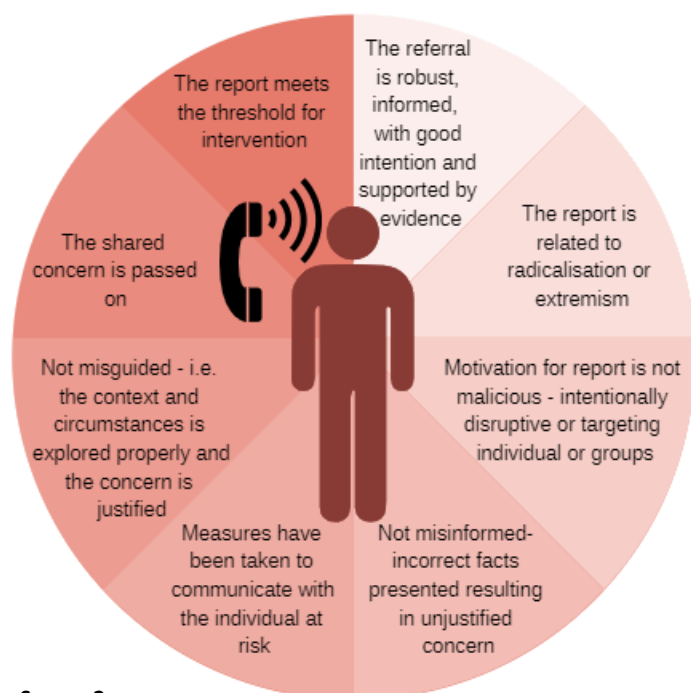 The referral
is robust,
informed,
with good
intention and
supported by
evidence
The report is
related to
radicalisation or
extremism
Motivation for report is not
malicious - intentionally
disruptive or targeting
individual or groups
Not misinformed-
incorrect facts
presented resulting
in unjustified
concern
Measures have
been taken to
communicate with
the individual at
risk
Not misguided - i.e.
the context and
circumstances is
explored properly and
the concern is
justified
The shared
concern is passed
on
The report meets
the threshold for
intervention